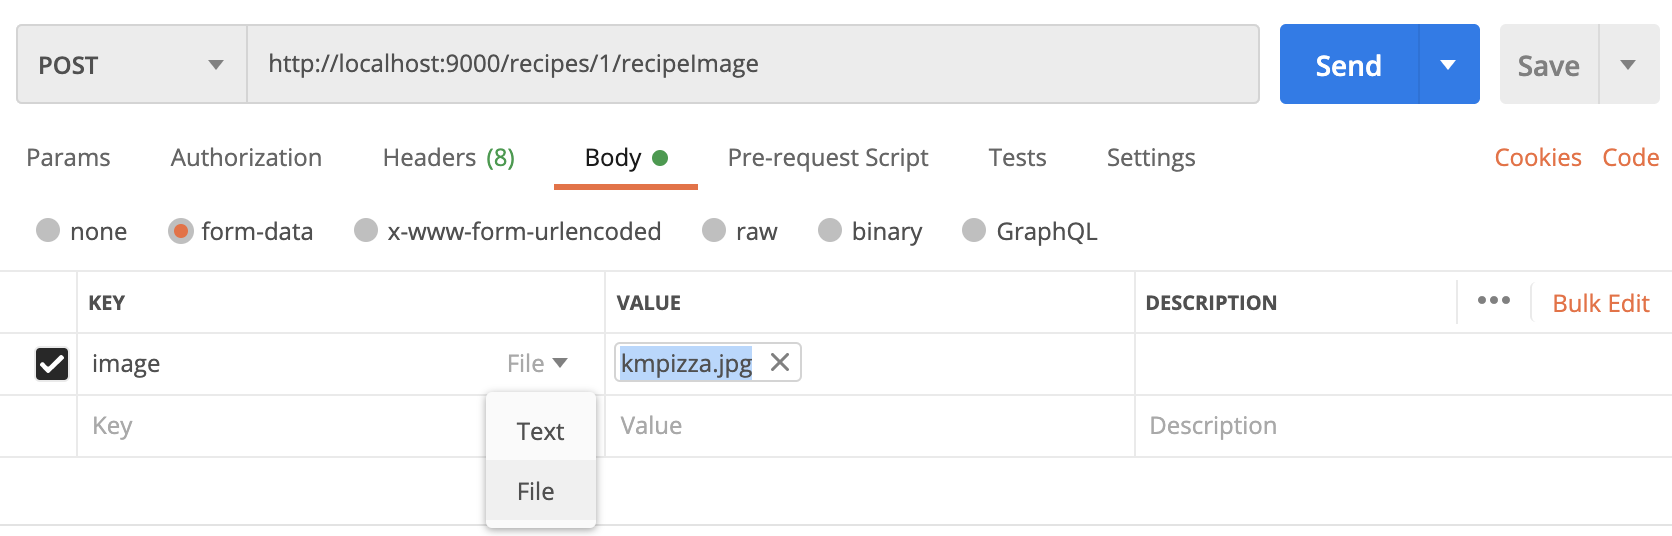 POST http://localhost:9000/recipes/1/recipeImage Send Save
Params Authorization Headers (8) Body Pre-request Script Tests Settings Cookies Code
none form-data x-www-form-urlencoded raw binary GraphQL
KEY VALUE DESCRIPTION ••• Bulk Edit
image File kmpizza.jpg
Key Value Description
Text
File